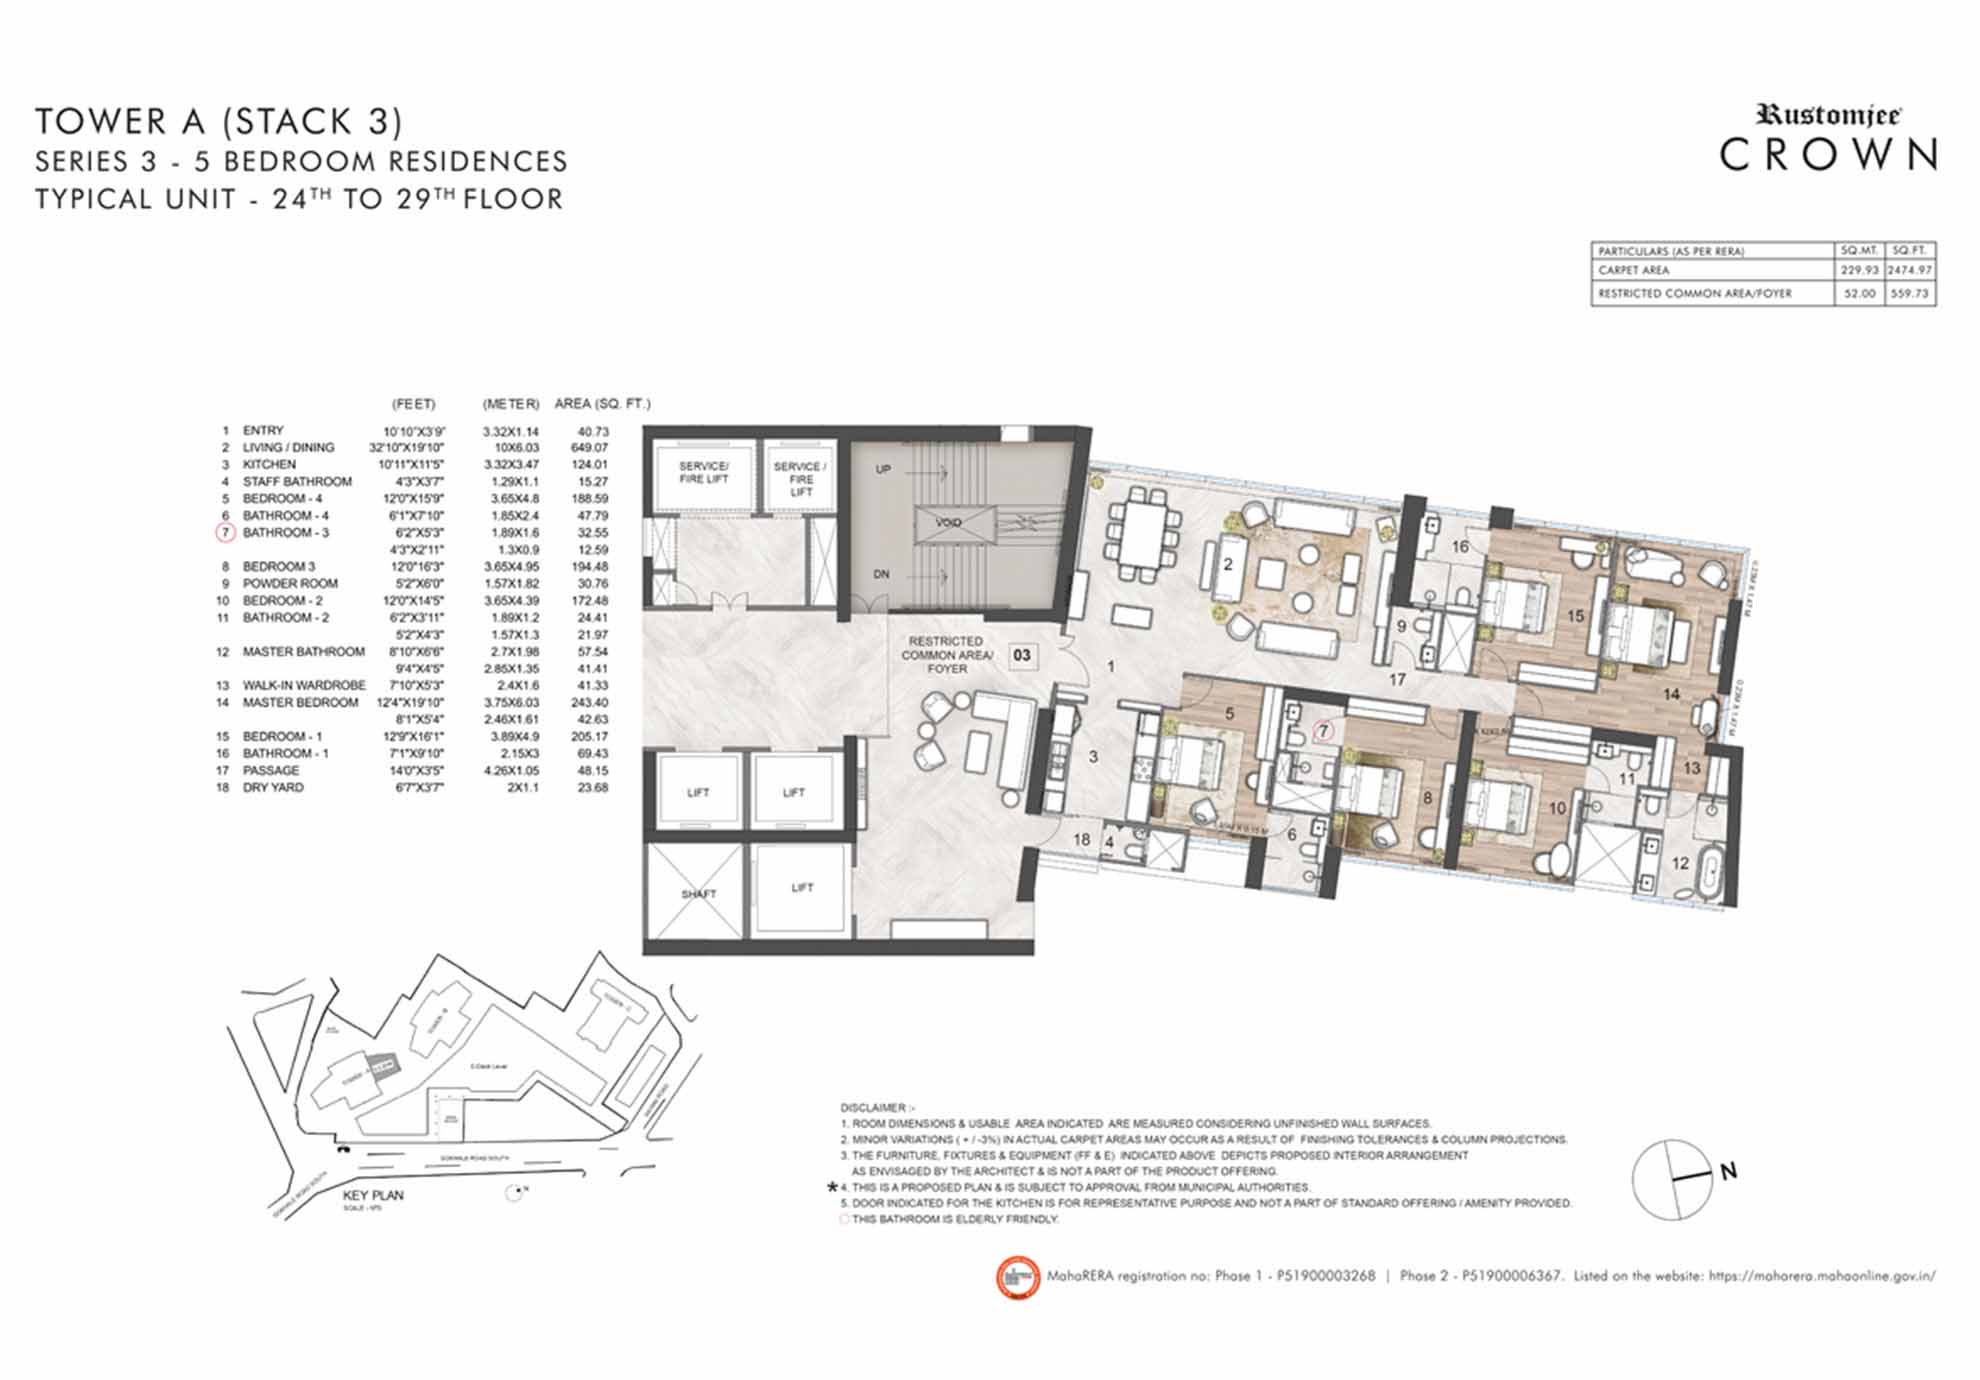 TOWER A (STACK 3)
SERIES 3 - 5 BEDROOM RESIDENCES
TYPICAL UNIT - 24TH TO 29TH FLOOR
Rustomjee
CROWN
PARTICULARS (AS PER RERA) SQ.MT. SQ.FT.
CARPET AREA 229.93 2474.97
RESTRICTED COMMON AREA/FOYER 52.00 559.73
(FEET) (METER) AREA (SQ. FT.)
1 ENTRY 10'10"X3'9" 3.32X1.14 40.73
2 LIVING / DINING 32'10"X19'10" 10X6.03 649.07
3 KITCHEN 10'11"X11'5" 3.32X3.47 124.01
4 STAFF BATHROOM 4'3"X3'7" 1.29X1.1 15.27
5 BEDROOM - 4 12'0"X15'9" 3.65X4.8 188.59
6 BATHROOM - 4 6'1"X7'10" 1.85X2.4 47.79
7 BATHROOM - 3 6'2"X5'3" 1.89X1.6 32.55
4'3"X2'11" 1.3X0.9 12.59
8 BEDROOM 3 12'0"16'3" 3.65X4.95 194.48
9 POWDER ROOM 5'2"X6'0" 1.57X1.82 30.76
10 BEDROOM - 2 12'0"X14'5" 3.65X4.39 172.48
11 BATHROOM - 2 6'2"X3'11" 1.89X1.2 24.41
5'2"X4'3" 1.57X1.3 21.97
12 MASTER BATHROOM 8'10"X6'6" 2.7X1.98 57.54
9'4"X4'5" 2.85X1.35 41.41
13 WALK-IN WARDROBE 7'10"X5'3" 2.4X1.6 41.33
14 MASTER BEDROOM 12'4"X19'10" 3.75X6.03 243.40
8'1"X5'4" 2.46X1.61 42.63
15 BEDROOM - 1 12'9"X16'1" 3.89X4.9 205.17
16 BATHROOM - 1 7'1"X9'10" 2.15X3 69.43
17 PASSAGE 14'0"X3'5" 4.26X1.05 48.15
18 DRY YARD 6'7"X3'7" 2X1.1 23.68
SERVICE/
FIRE LIFT
SERVICE /
FIRE
LIFT
UP
VOID
DN
RESTRICTED
COMMON AREA/
FOYER
03
1
2
3
4
5
6
7
8
9
10
11
12
13
14
15
16
17
18
LIFT
LIFT
SHAFT
LIFT
TOWER - B
TOWER - C
TOWER - A
E-Deck Level
GOKHALE ROAD SOUTH
GOKHALE ROAD SOUTH
KEY PLAN
SCALE - NTS
N
DISCLAIMER :-
1. ROOM DIMENSIONS & USABLE AREA INDICATED ARE MEASURED CONSIDERING UNFINISHED WALL SURFACES.
2. MINOR VARIATIONS ( + / -3%) IN ACTUAL CARPET AREAS MAY OCCUR AS A RESULT OF FINISHING TOLERANCES & COLUMN PROJECTIONS.
3. THE FURNITURE, FIXTURES & EQUIPMENT (FF & E) INDICATED ABOVE DEPICTS PROPOSED INTERIOR ARRANGEMENT
AS ENVISAGED BY THE ARCHITECT & IS NOT A PART OF THE PRODUCT OFFERING.
* 4. THIS IS A PROPOSED PLAN & IS SUBJECT TO APPROVAL FROM MUNICIPAL AUTHORITIES.
5. DOOR INDICATED FOR THE KITCHEN IS FOR REPRESENTATIVE PURPOSE AND NOT A PART OF STANDARD OFFERING / AMENITY PROVIDED.
THIS BATHROOM IS ELDERLY FRIENDLY.
N
MahaRERA registration no: Phase 1 - P51900003268 | Phase 2 - P51900006367. Listed on the website: https://maharera.mahaonline.gov.in/